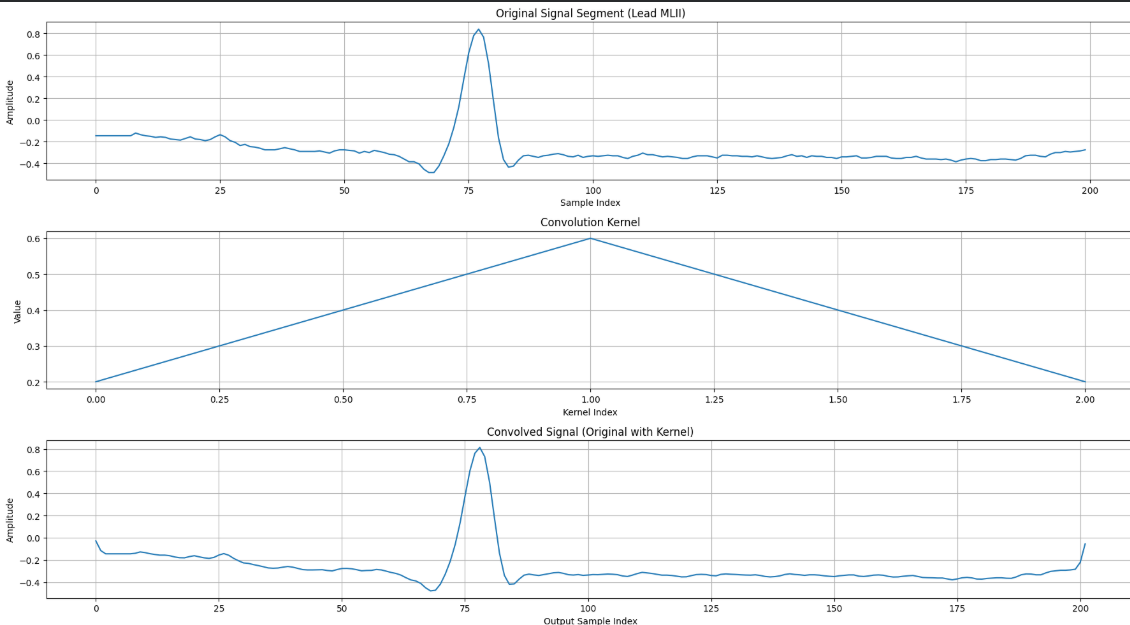 Original Signal Segment (Lead MLII)
Amplitude
0.8
0.6
0.4
0.2
0.0
−0.2
−0.4
0 25 50 75 100 125 150 175 200
Sample Index
Convolution Kernel
Value
0.6
0.5
0.4
0.3
0.2
0.00 0.25 0.50 0.75 1.00 1.25 1.50 1.75 2.00
Kernel Index
Convolved Signal (Original with Kernel)
Amplitude
0.8
0.6
0.4
0.2
0.0
−0.2
−0.4
0 25 50 75 100 125 150 175 200
Output Sample Index